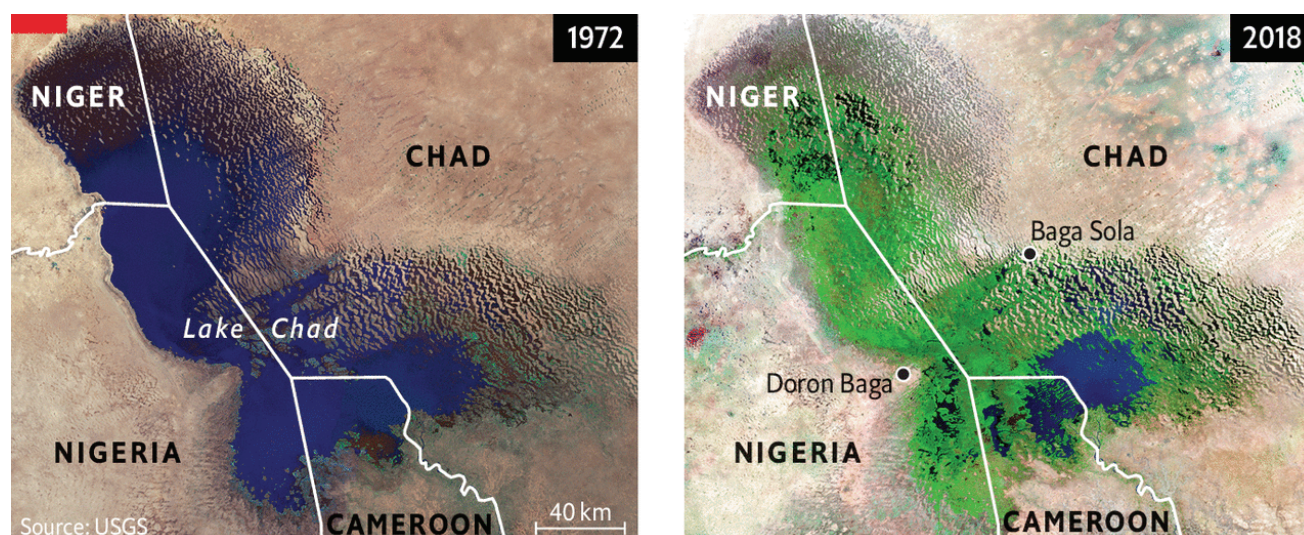 1972
NIGER
CHAD
Lake Chad
NIGERIA
CAMEROON
Source: USGS
40 km
2018
NIGER
CHAD
Baga Sola
Doron Baga
NIGERIA
CAMEROON